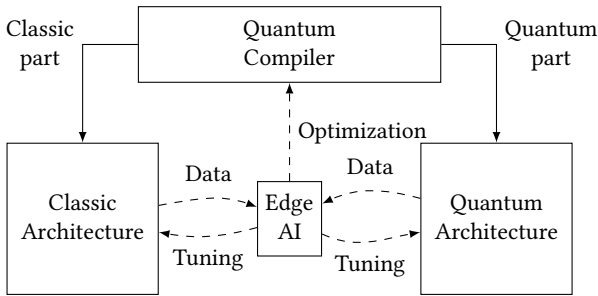 Classic
part
Quantum
Compiler
Quantum
part
Optimization
Classic
Architecture
Data
Tuning
Edge
AI
Data
Tuning
Quantum
Architecture